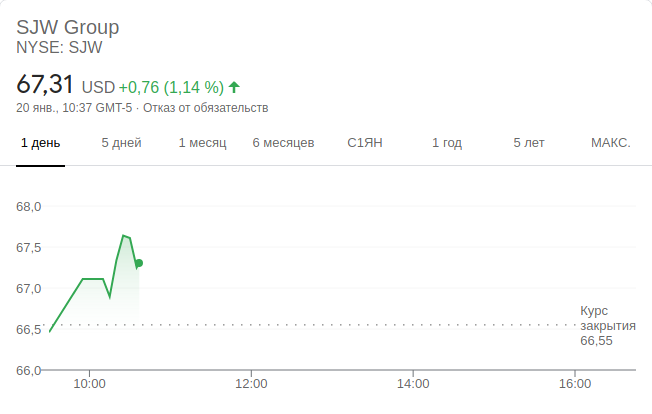 SJW Group
NYSE: SJW
67,31 USD +0,76 (1,14 %)
20 янв., 10:37 GMT-5 · Отказ от обязательств
1 день 5 дней 1 месяц 6 месяцев С1ЯН 1 год 5 лет МАКС.
68,0
67,5
67,0
66,5
66,0
Курс
закрытия
66,55
10:00 12:00 14:00 16:00